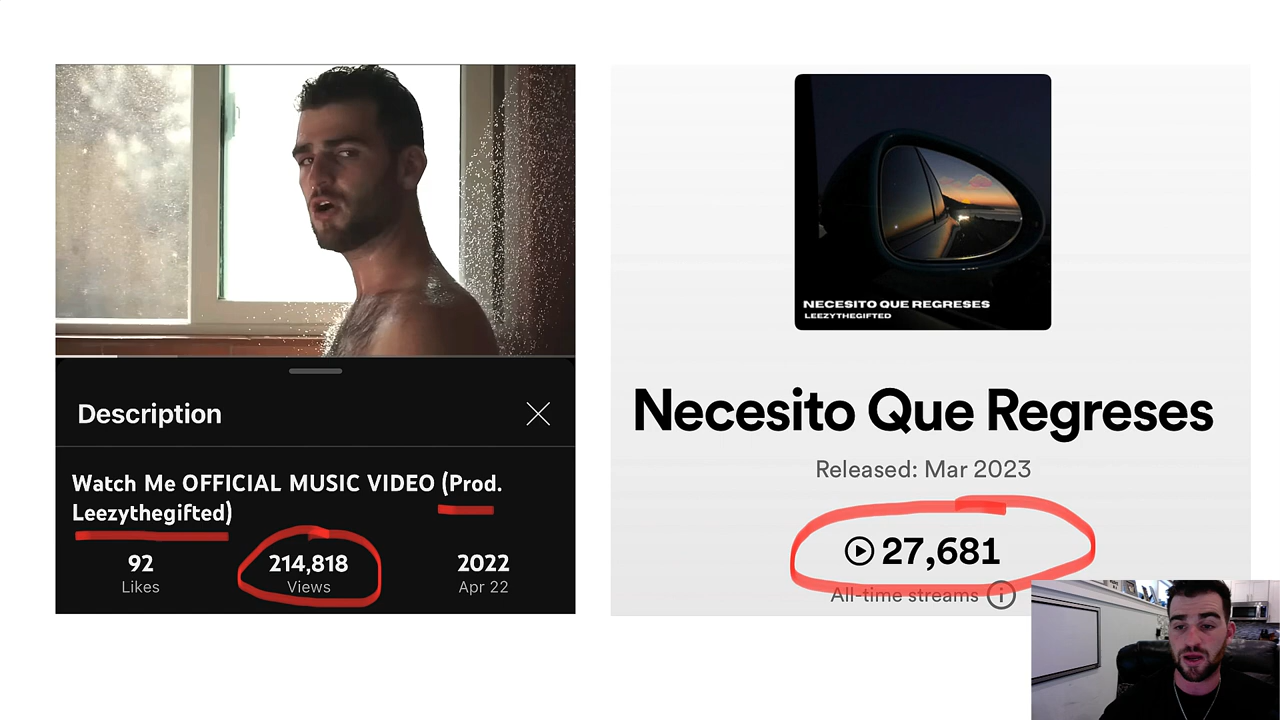 Description
Watch Me OFFICIAL MUSIC VIDEO (Prod.
Leezythegifted)
92
Likes
214,818
Views
2022
Apr 22
NECESITO QUE REGRESES
LEEZYTHEGIFTED
Necesito Que Regreses
Released: Mar 2023
27,681
All-time streams